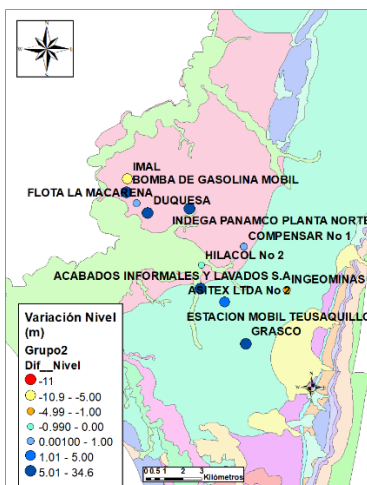 IMAL
BOMBA DE GASOLINA MOBIL
FLOTA LA MACARENA
DUQUESA
INDEGA PANAMCO PLANTA NORTE
COMPENSAR No 1
HILACOL No 2
ACABADOS INFORMALES Y LAVADOS S.A
INGEOMINAS
ASITEX LTDA No 2
ESTACION MOBIL TEUSAQUILLO
GRASCO
Variación Nivel
(m)
Grupo2
Dif__Nivel
-11
-10.9 - -5.00
-4.99 - -1.00
-0.990 - 0.00
0.00100 - 1.00
1.01 - 5.00
5.01 - 34.6
0 0.5 1 2 3
Kilómetros